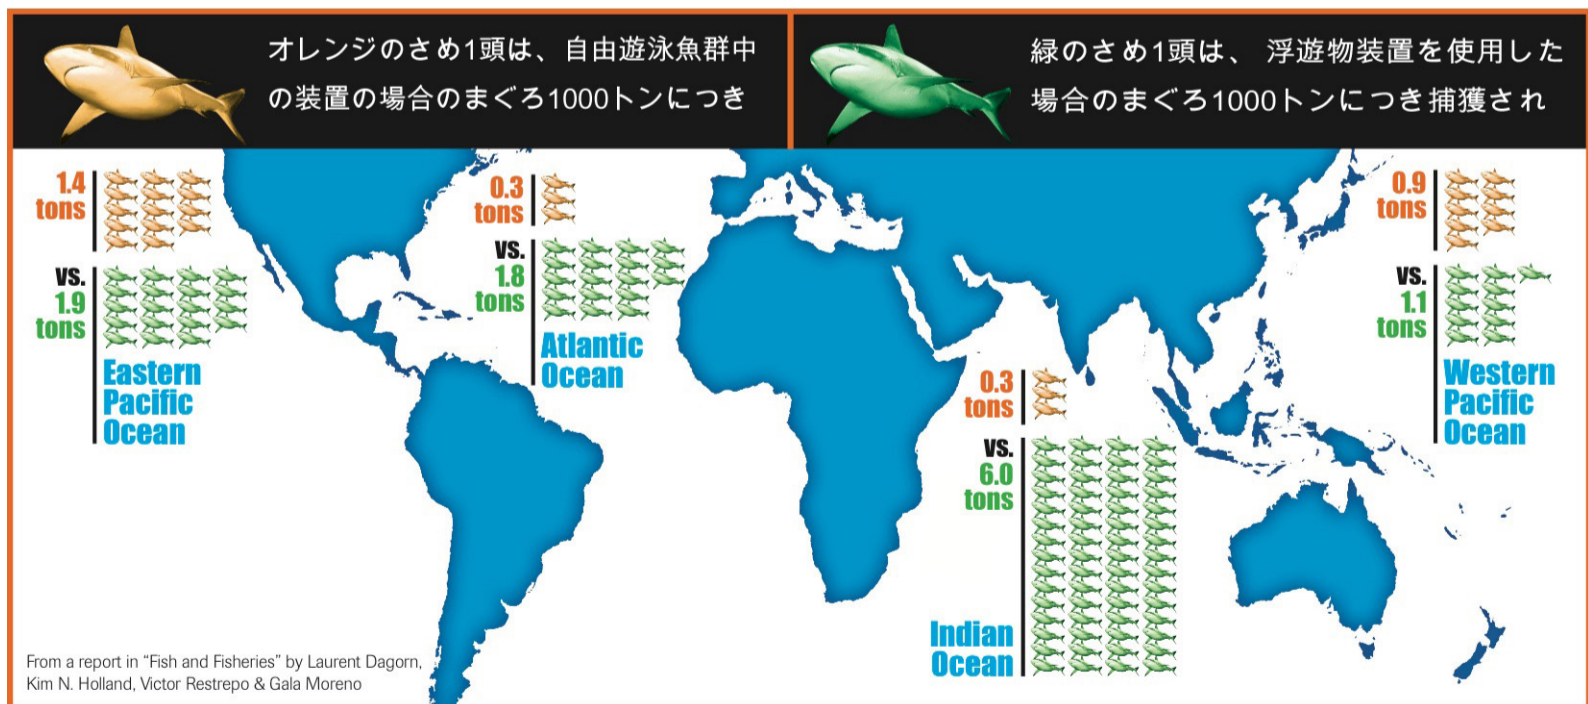 オレンジのさめ1頭は、自由遊泳魚群中
の装置の場合のまぐろ1000トンにつき
緑のさめ1頭は、 浮遊物装置を使用した
場合のまぐろ1000トンにつき捕獲され
1.4
tons
vs.
1.9
tons
Eastern
Pacific
Ocean
0.3
tons
vs.
1.8
tons
Atlantic
Ocean
0.3
tons
vs.
6.0
tons
Indian
Ocean
0.9
tons
vs.
1.1
tons
Western
Pacific
Ocean
From a report in “Fish and Fisheries” by Laurent Dagorn,
Kim N. Holland, Victor Restrepo & Gala Moreno